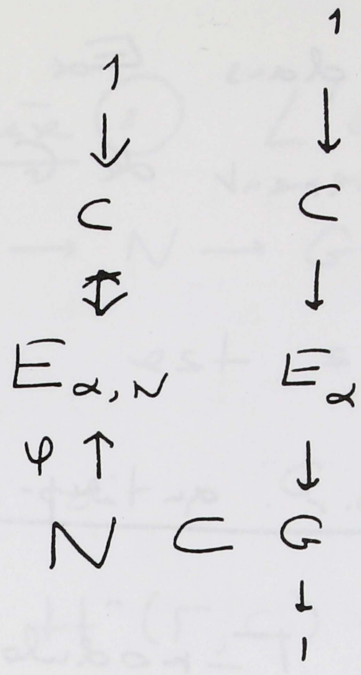 1
1
↓ ↓
C C
↕ ↓
E_{α,N} E_α
φ ↑ ↓
N ⊂ G
↓
1